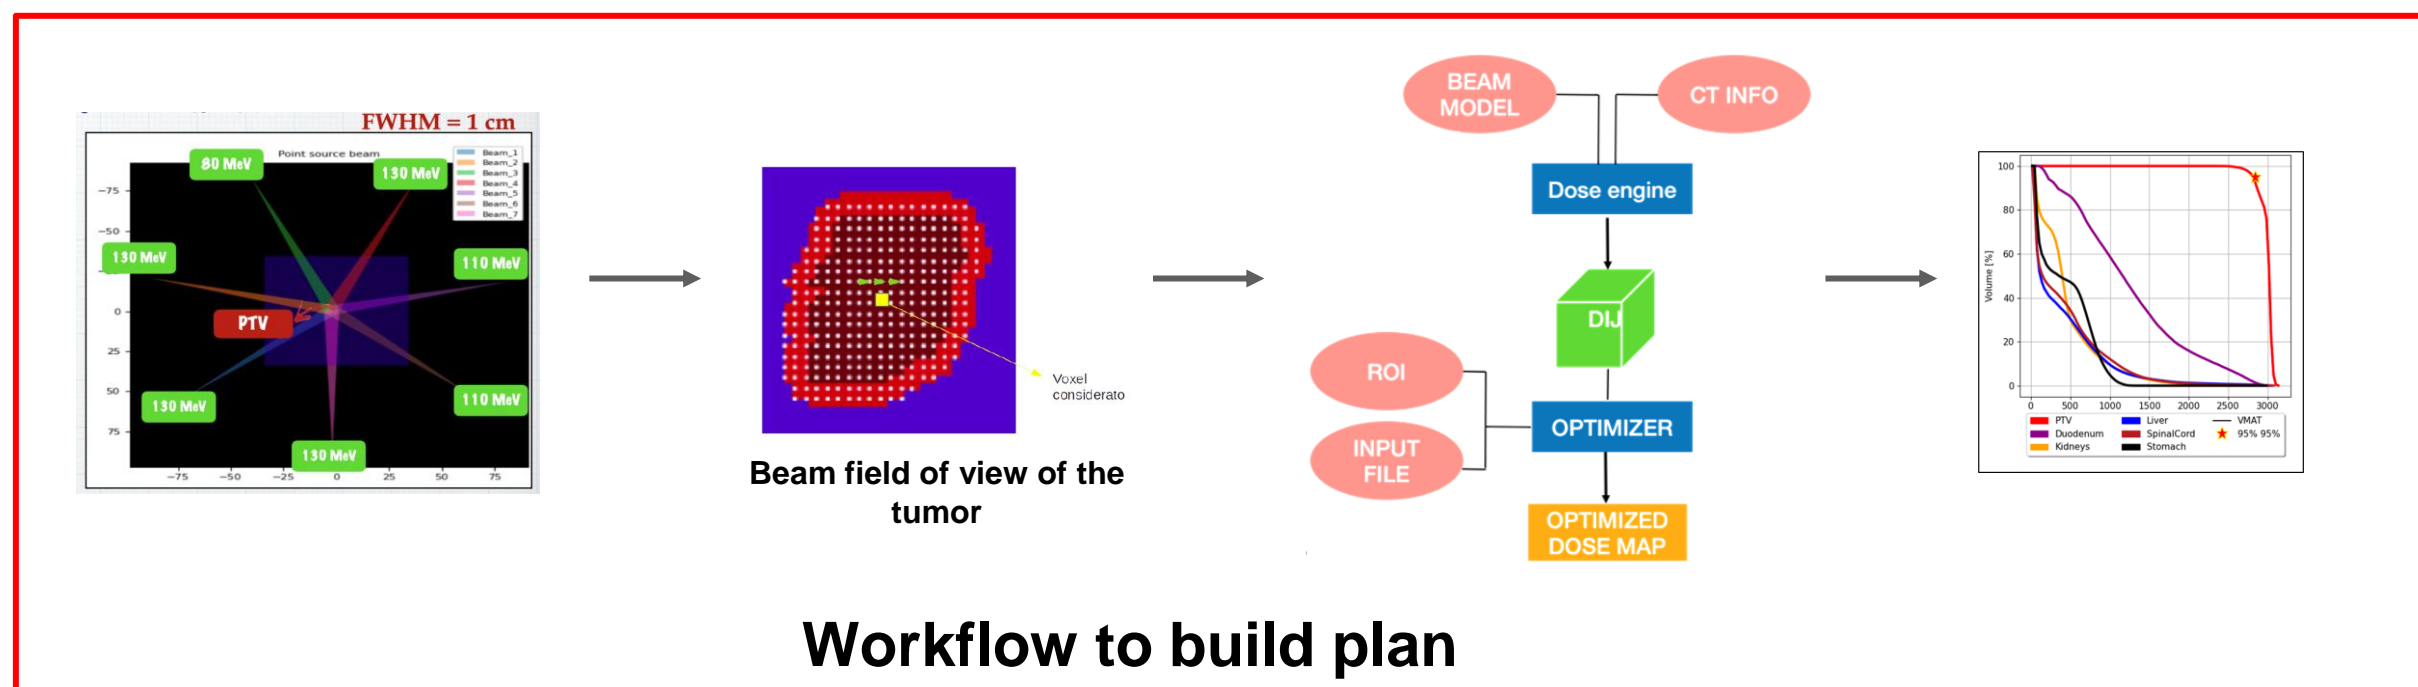 FWHM = 1 cm
Point source beam
Beam_1
Beam_2
Beam_3
Beam_4
Beam_5
Beam_6
Beam_7
80 MeV
130 MeV
130 MeV
110 MeV
PTV
130 MeV
110 MeV
130 MeV
−75
−50
0
25
50
75
−75
−50
−25
0
25
50
75
Voxel
considerato
Beam field of view of the
tumor
BEAM
MODEL
CT INFO
Dose engine
DIJ
ROI
OPTIMIZER
INPUT
FILE
OPTIMIZED
DOSE MAP
Volume [%]
100
80
60
40
20
0
0 500 1000 1500 2000 2500 3000
PTV
Duodenum
Kidneys
Liver
SpinalCord
Stomach
VMAT
95% 95%
Workflow to build plan